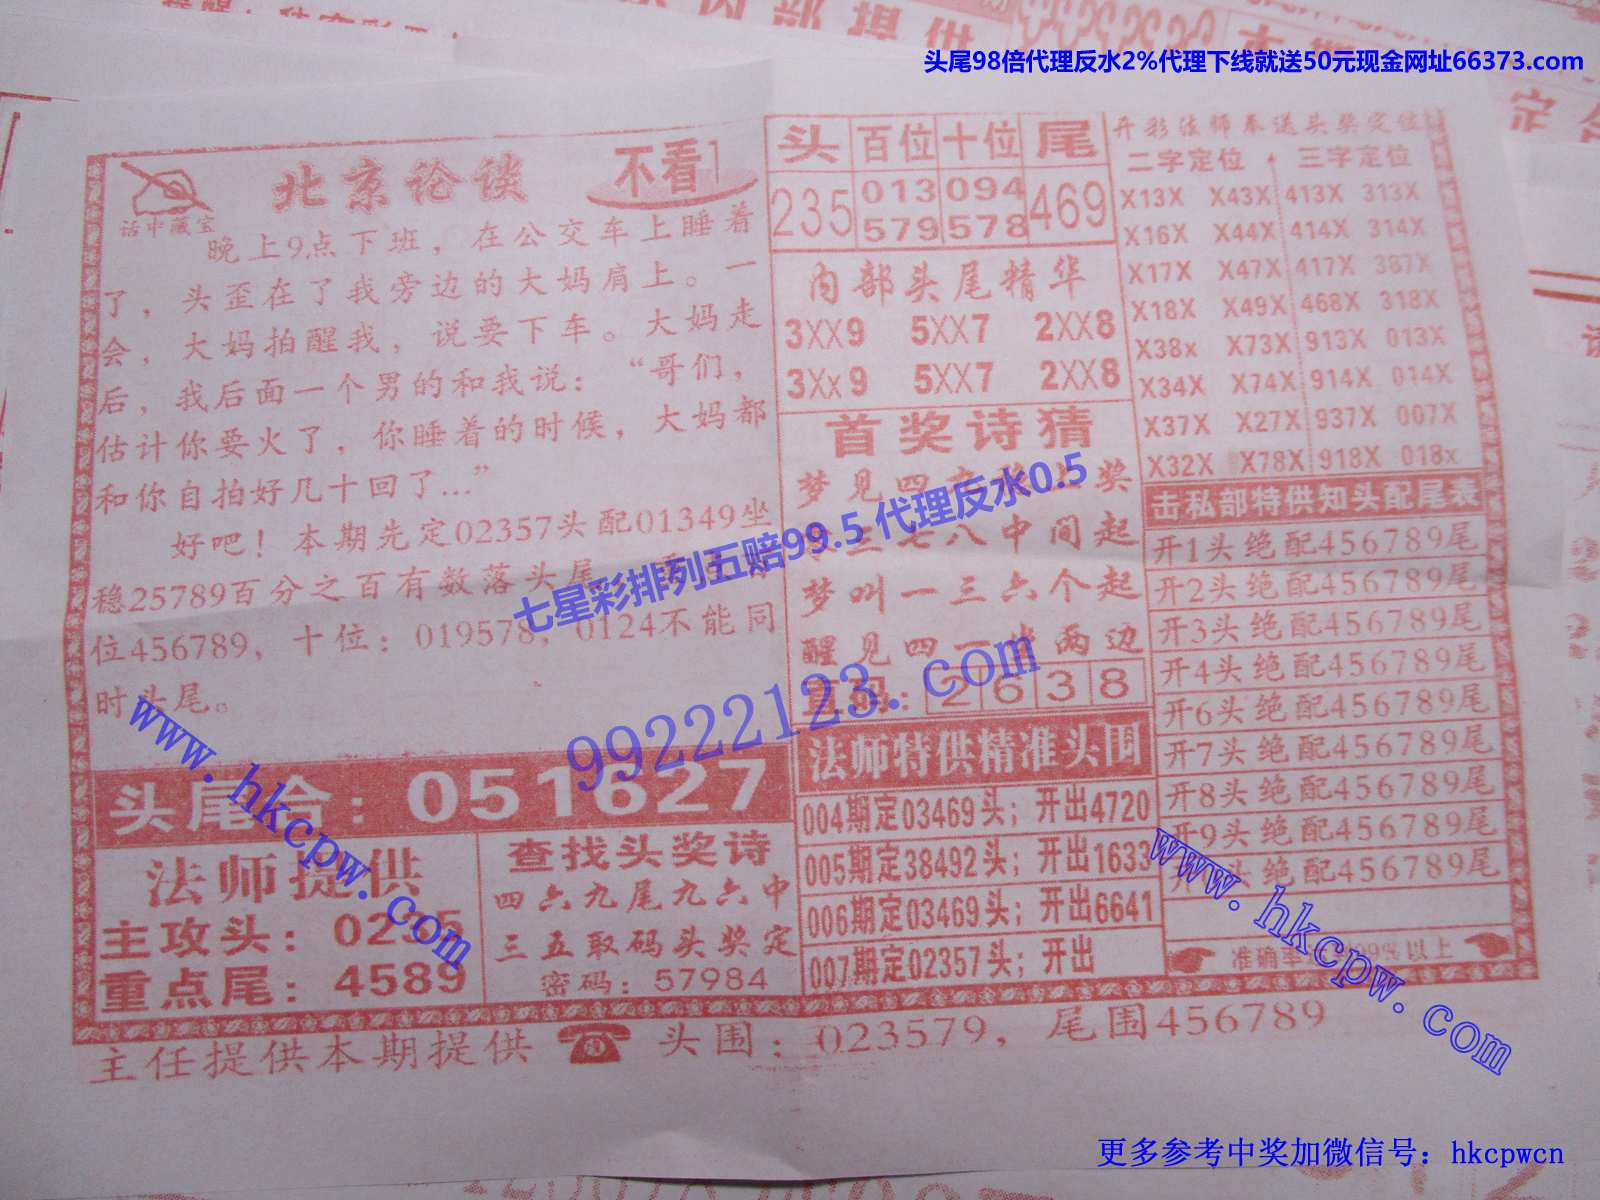 头尾98倍代理反水2%代理下线就送50元现金网址66373.com
北京论谈
不看
话中藏宝
晚上9点下班，在公交车上睡着
了，头歪在了我旁边的大妈肩上。一
会，大妈拍醒我，说要下车。大妈走
后，我后面一个男的和我说：“哥们，
估计你要火了，你睡着的时候，大妈都
和你自拍好几十回了...”
好吧！本期先定02357头配01349坐
稳25789百分之百有数落头尾
位456789，十位：019578，0124不能同
时头尾。
头尾合：051627
法师提供
主攻头：0235
重点尾：4589
查找头奖诗
四六九尾九六中
三五取码头奖定
密码：57984
头 百位 十位 尾
235 013 094 469
579 578
内部头尾精华
3XX9 5XX7 2XX8
3Xx9 5XX7 2XX8
首奖诗猜
梦见四
七八中间起
梦叫一三六个起
醒见四一 两边
2 6 3 8
法师特供精准头围
004期定03469头；开出4720
005期定38492头；开出1633
006期定03469头；开出6641
007期定02357头；开出
开彩法师奉送头奖定位
二字定位 三字定位
X13X X43X 413X 313X
X16X X44X 414X 314X
X17X X47X 417X 387X
X18X X49X 468X 318X
X38x X73X 913X 013X
X34X X74X 914X 014X
X37X X27X 937X 007X
X32X X78X 918X 018x
击私部特供知头配尾表
开1头绝配456789尾
开2头绝配456789尾
开3头绝配456789尾
开4头绝配456789尾
开6头绝配456789尾
开7头绝配456789尾
开8头绝配456789尾
开9头绝配456789尾
头绝配456789尾
准确率 %以上
主任提供本期提供 头围：023579，尾围456789
七星彩排列五赔99.5 代理反水0.5
99222123.com
www.hkcpw.com
www.hkcpw.com
更多参考中奖加微信号：hkcpwcn